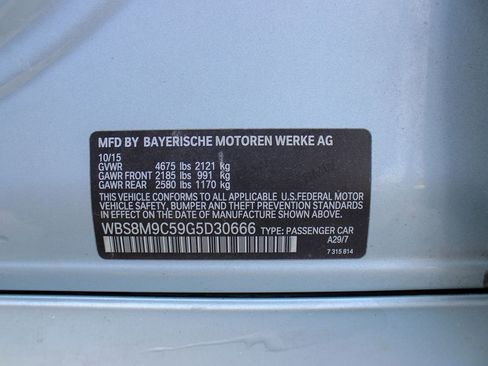 MFD BY BAYERISCHE MOTOREN WERKE AG
10/15
GVWR 4675 lbs 2121 kg
GAWR FRONT 2185 lbs 991 kg
GAWR REAR 2580 lbs 1170 kg
THIS VEHICLE CONFORMS TO ALL APPLICABLE U.S.FEDERAL MOTOR
VEHICLE SAFETY, BUMPER, AND THEFT PREVENTION STANDARDS
IN EFFECT ON THE DATE OF MANUFACTURE SHOWN ABOVE.
WBS8M9C59G5D30666 TYPE: PASSENGER CAR
A29/7
7 315 814